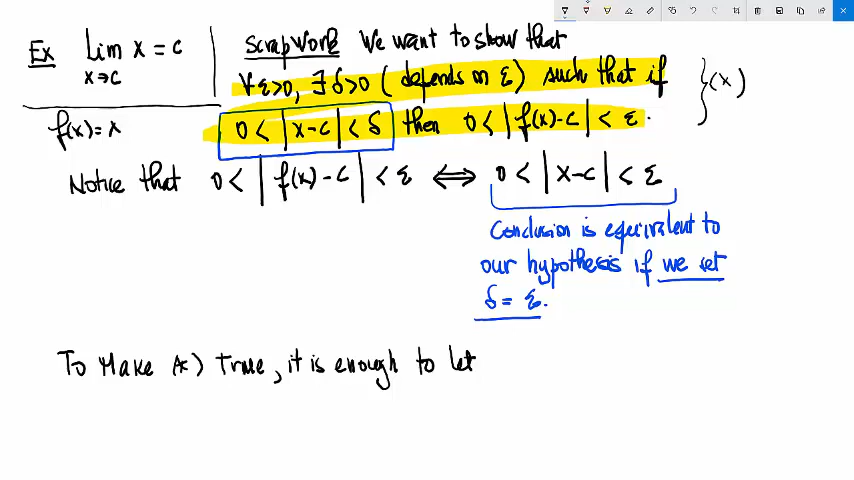 Ex lim x→c x = c
f(x)=x
Scrapwork We want to show that
∀ε>0, ∃δ>0 (depends on ε) such that if
0 < |x-c| < δ then 0 < |f(x)-c| < ε. } (*)
Notice that 0 < |f(x)-c| < ε ⟺ 0 < |x-c| < ε
Conclusion is equivalent to
our hypothesis if we set
δ = ε.
To Make (*) True, it is enough to let